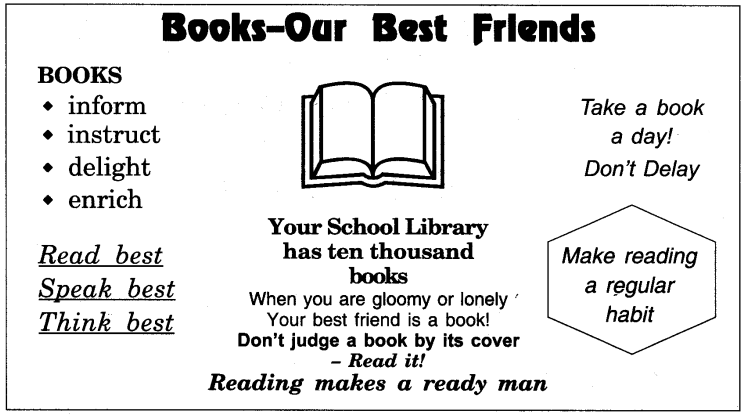 Books–Our Best Friends
BOOKS
◆ inform
◆ instruct
◆ delight
◆ enrich
Read best
Speak best
Think best
Your School Library
has ten thousand
books
When you are gloomy or lonely
Your best friend is a book!
Don't judge a book by its cover
– Read it!
Reading makes a ready man
Take a book
a day!
Don't Delay
Make reading
a regular
habit